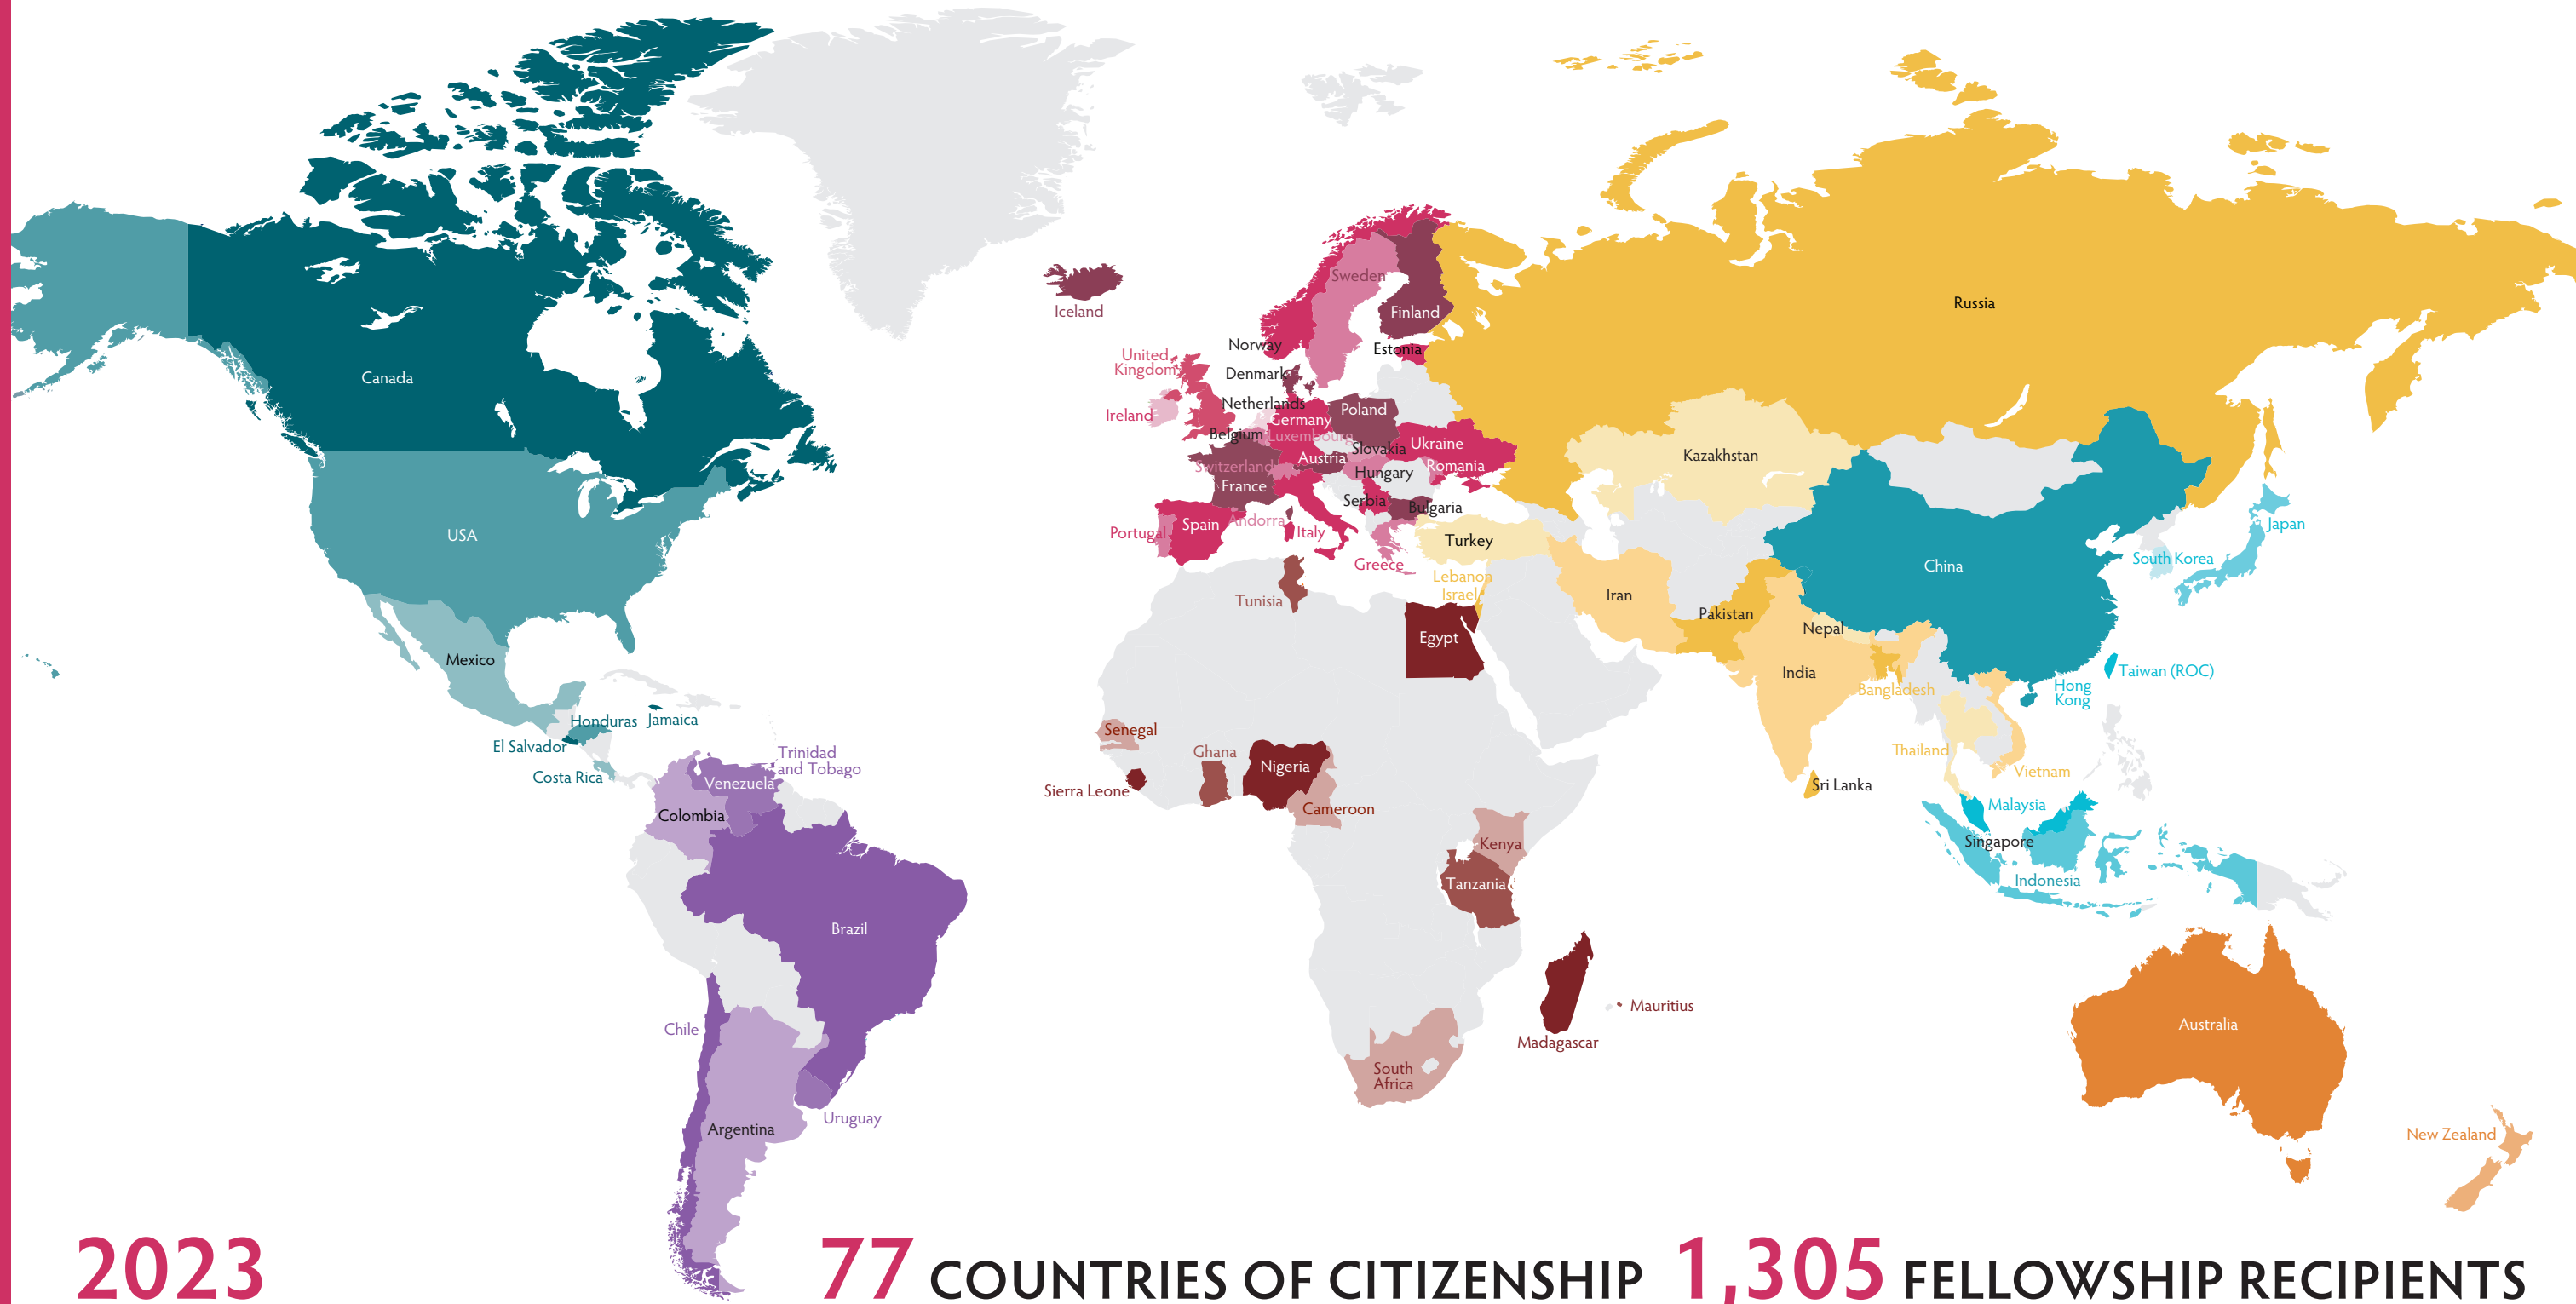 Canada
USA
Mexico
Honduras
Jamaica
El Salvador
Costa Rica
Trinidad
and Tobago
Venezuela
Colombia
Brazil
Chile
Argentina
Uruguay
Iceland
Sweden
Finland
Norway
Estonia
United
Kingdom
Denmark
Ireland
Netherlands
Germany
Poland
Belgium
Luxembourg
Slovakia
Ukraine
Switzerland
Austria
Hungary
Romania
France
Serbia
Bulgaria
Portugal
Spain
Andorra
Italy
Greece
Turkey
Lebanon
Israel
Tunisia
Egypt
Senegal
Ghana
Nigeria
Sierra Leone
Cameroon
Kenya
Tanzania
Mauritius
Madagascar
South
Africa
Russia
Kazakhstan
Iran
Pakistan
Nepal
India
Bangladesh
Sri Lanka
China
Japan
South Korea
Taiwan (ROC)
Hong
Kong
Thailand
Vietnam
Malaysia
Singapore
Indonesia
Australia
New Zealand
2023
77 COUNTRIES OF CITIZENSHIP
1,305 FELLOWSHIP RECIPIENTS